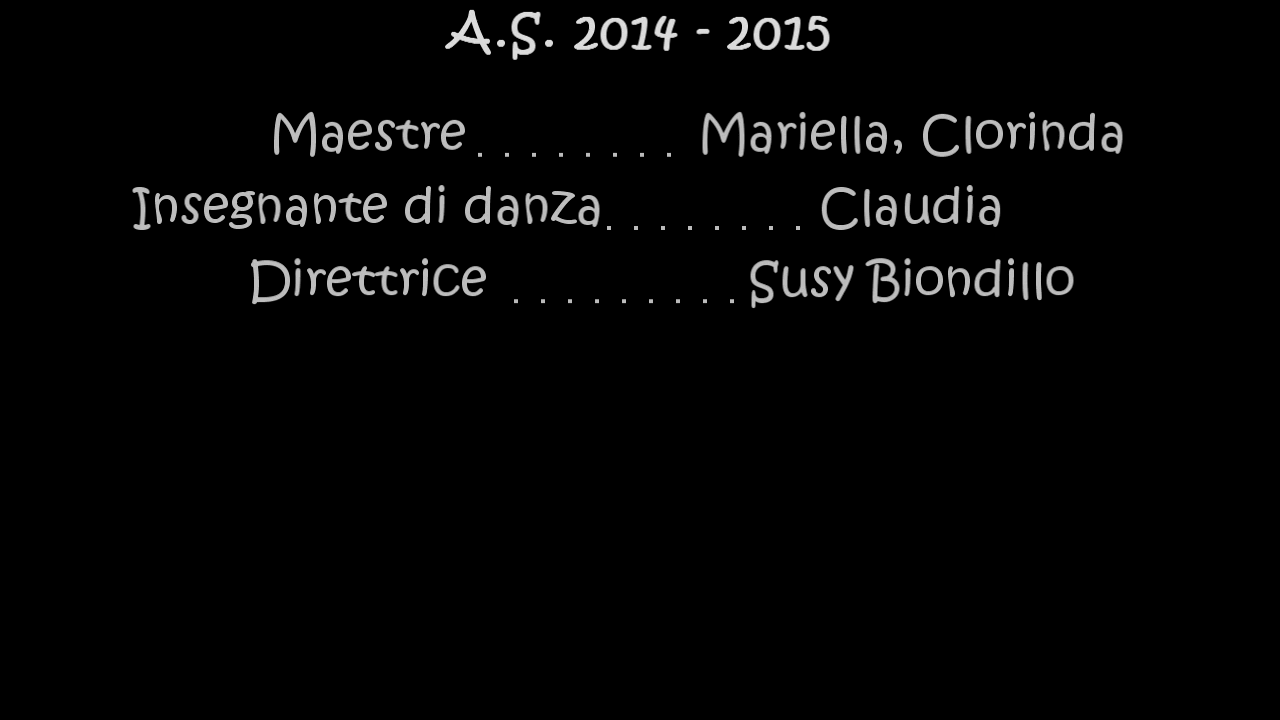 A.S. 2014 - 2015
Maestre . . . . . . . . Mariella, Clorinda
Insegnante di danza. . . . . . . . Claudia
Direttrice . . . . . . . . . Susy Biondillo